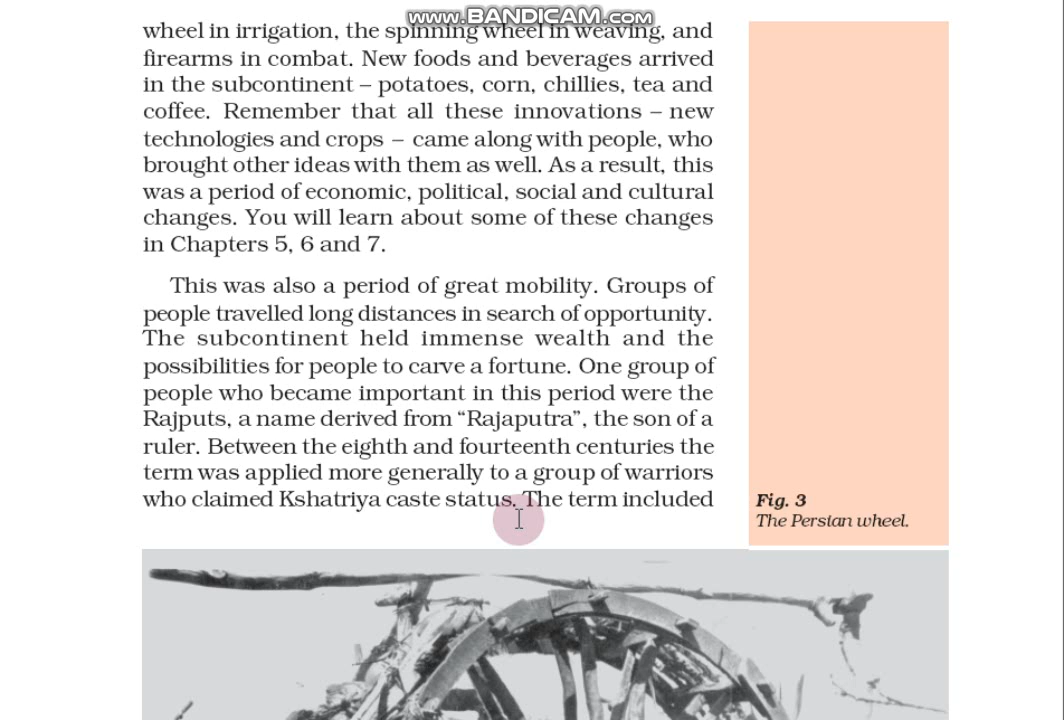 www.BANDICAM.com
wheel in irrigation, the spinning wheel in weaving, and
firearms in combat. New foods and beverages arrived
in the subcontinent – potatoes, corn, chillies, tea and
coffee. Remember that all these innovations – new
technologies and crops – came along with people, who
brought other ideas with them as well. As a result, this
was a period of economic, political, social and cultural
changes. You will learn about some of these changes
in Chapters 5, 6 and 7.
This was also a period of great mobility. Groups of
people travelled long distances in search of opportunity.
The subcontinent held immense wealth and the
possibilities for people to carve a fortune. One group of
people who became important in this period were the
Rajputs, a name derived from “Rajaputra”, the son of a
ruler. Between the eighth and fourteenth centuries the
term was applied more generally to a group of warriors
who claimed Kshatriya caste status. The term included
Fig. 3
The Persian wheel.